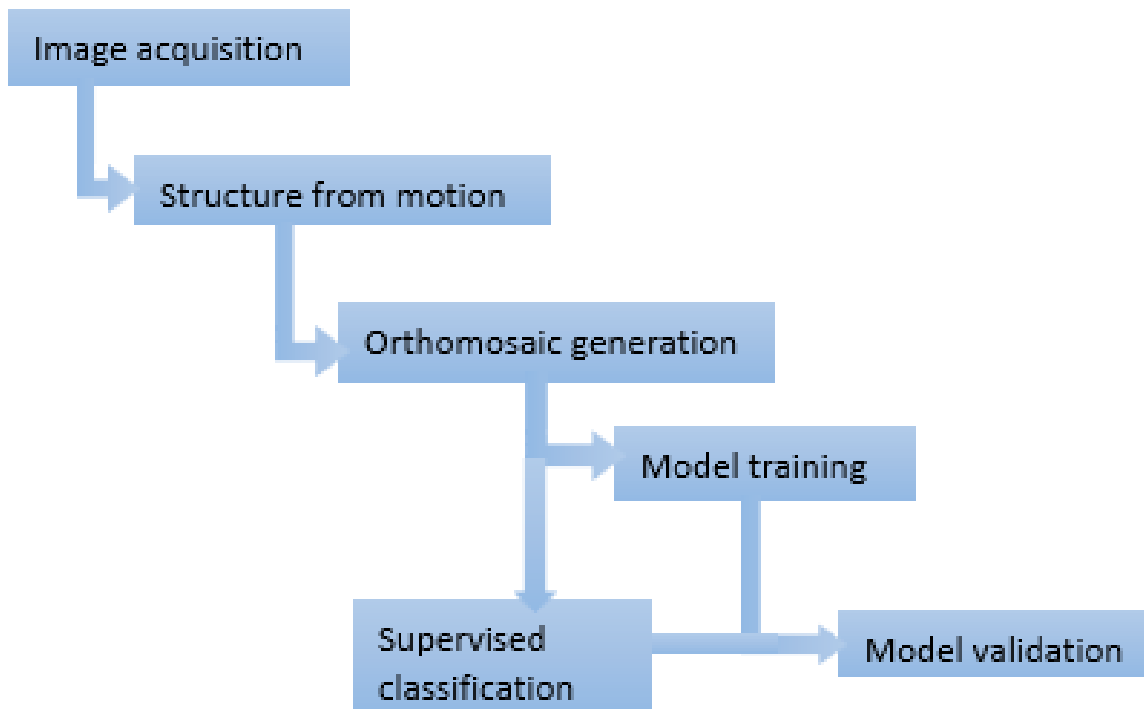 Image acquisition
Structure from motion
Orthomosaic generation
Model training
Supervised
classification
Model validation